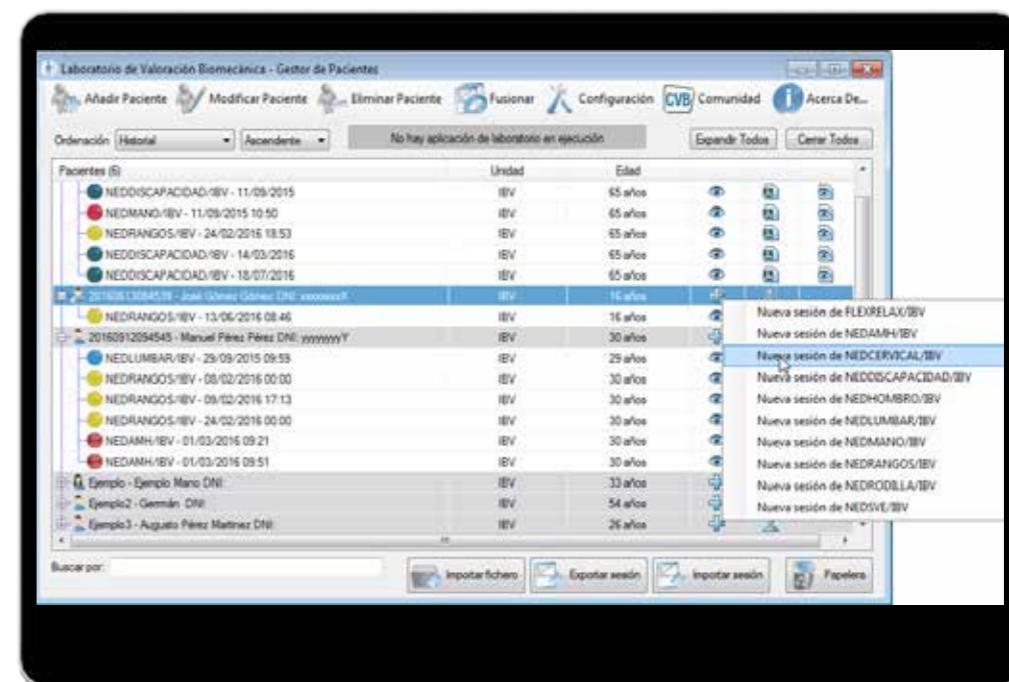 Laboratorio de Valoración Biomecánica - Gestor de Pacientes
Añadir Paciente Modificar Paciente Eliminar Paciente Fusionar Configuración CVB Comunidad Acerca De...
Ordenación Historial Ascendente No hay aplicación de laboratorio en ejecución Expandir Todos Cerrar Todos
Pacientes (6) Unidad Edad
NEDDISCAPACIDAD/IBV - 11/09/2015 IBV 65 años
NEDMANO/IBV - 11/09/2015 10:50 IBV 65 años
NEDRANGOS/IBV - 24/02/2016 18:53 IBV 65 años
NEDDISCAPACIDAD/IBV - 14/03/2016 IBV 65 años
NEDDISCAPACIDAD/IBV - 18/07/2016 IBV 65 años
José Gómez Gómez DNI: xxxxxxxX IBV 16 años
NEDRANGOS/IBV - 13/06/2016 08:46 IBV 16 años
20160912094545 - Manuel Pérez Pérez DNI: yyyyyyyY IBV 30 años
NEDLUMBAR/IBV - 29/09/2015 09:59 IBV 29 años
NEDRANGOS/IBV - 08/02/2016 00:00 IBV 30 años
NEDRANGOS/IBV - 09/02/2016 17:13 IBV 30 años
NEDRANGOS/IBV - 24/02/2016 00:00 IBV 30 años
NEDAMH/IBV - 01/03/2016 09:21 IBV 30 años
NEDAMH/IBV - 01/03/2016 09:51 IBV 30 años
Ejemplo - Ejemplo Mano DNI: IBV 33 años
Ejemplo2 - Germán DNI: IBV 54 años
Ejemplo3 - Augusto Pérez Martinez DNI: IBV 26 años
Nueva sesión de FLEXRELAX/IBV
Nueva sesión de NEDAMH/IBV
Nueva sesión de NEDCERVICAL/IBV
Nueva sesión de NEDDISCAPACIDAD/IBV
Nueva sesión de NEDHOMBRO/IBV
Nueva sesión de NEDLUMBAR/IBV
Nueva sesión de NEDMANO/IBV
Nueva sesión de NEDRANGOS/IBV
Nueva sesión de NEDRODILLA/IBV
Nueva sesión de NEDSVE/IBV
Buscar por: Importar fichero Exportar sesión Importar sesión Papelera